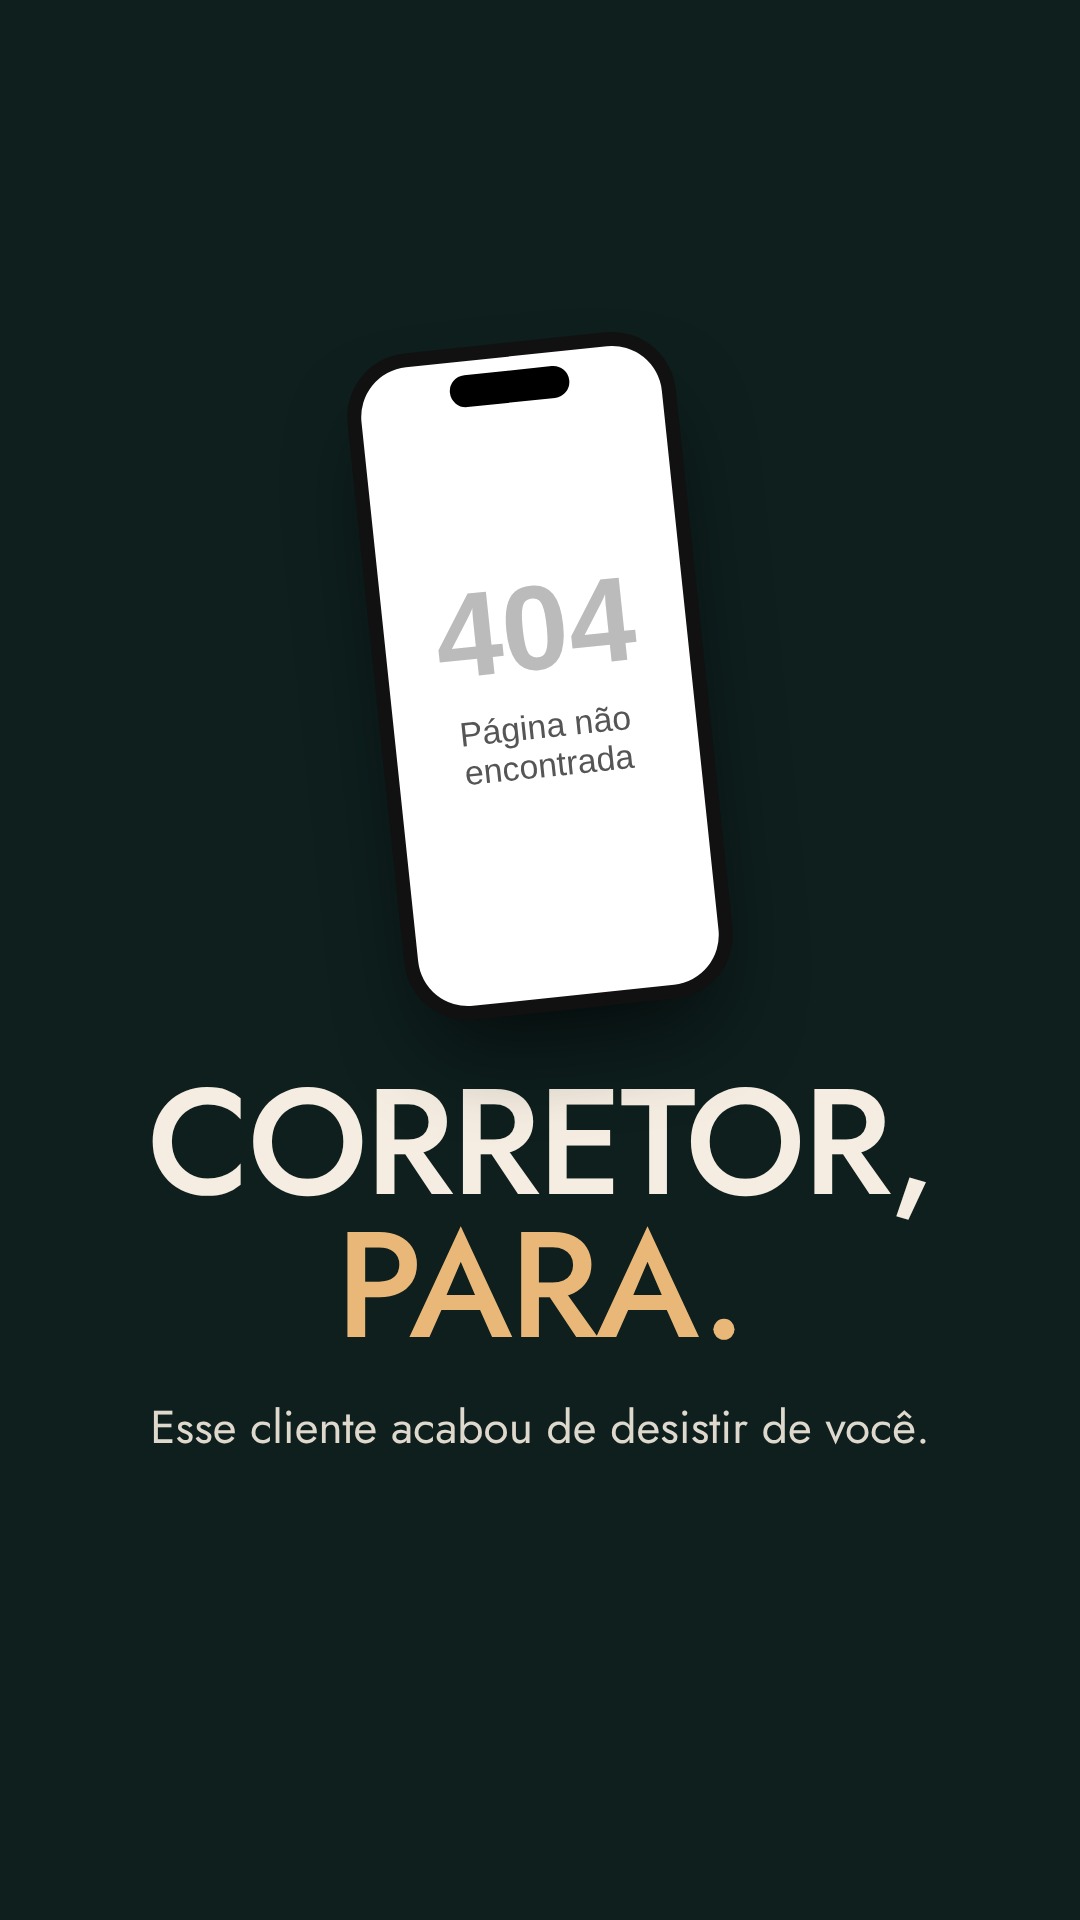 404
Página não
encontrada
CORRETOR,
PARA.
Esse cliente acabou de desistir de você.